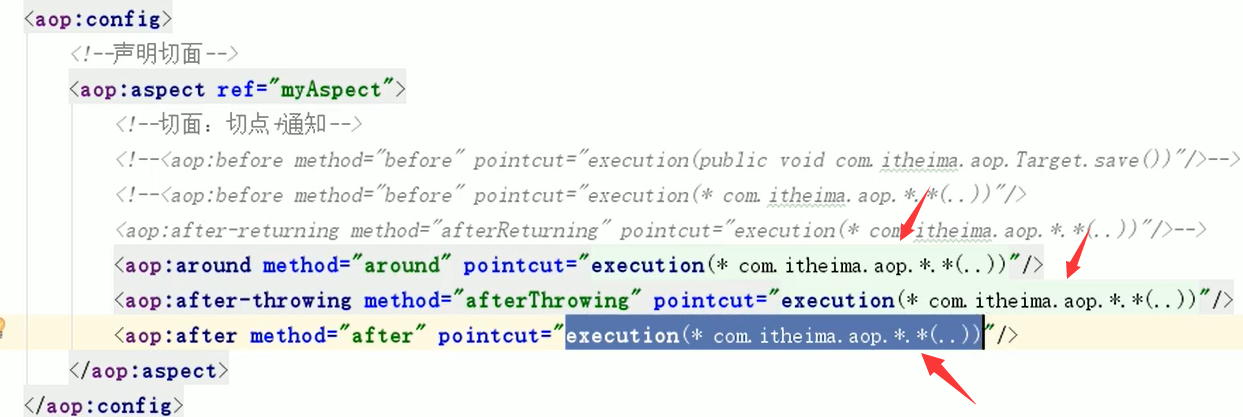 <aop:config>
<!--声明切面-->
<aop:aspect ref="myAspect">
<!--切面：切点+通知-->
<!--<aop:before method="before" pointcut="execution(public void com.itheima.aop.Target.save())"/>-->
<!--<aop:before method="before" pointcut="execution(* com.itheima.aop.*.*(..))"/>
<aop:after-returning method="afterReturning" pointcut="execution(* com.itheima.aop.*.*(..))"/>-->
<aop:around method="around" pointcut="execution(* com.itheima.aop.*.*(..))"/>
<aop:after-throwing method="afterThrowing" pointcut="execution(* com.itheima.aop.*.*(..))"/>
<aop:after method="after" pointcut="execution(* com.itheima.aop.*.*(..))"/>
</aop:aspect>
</aop:config>